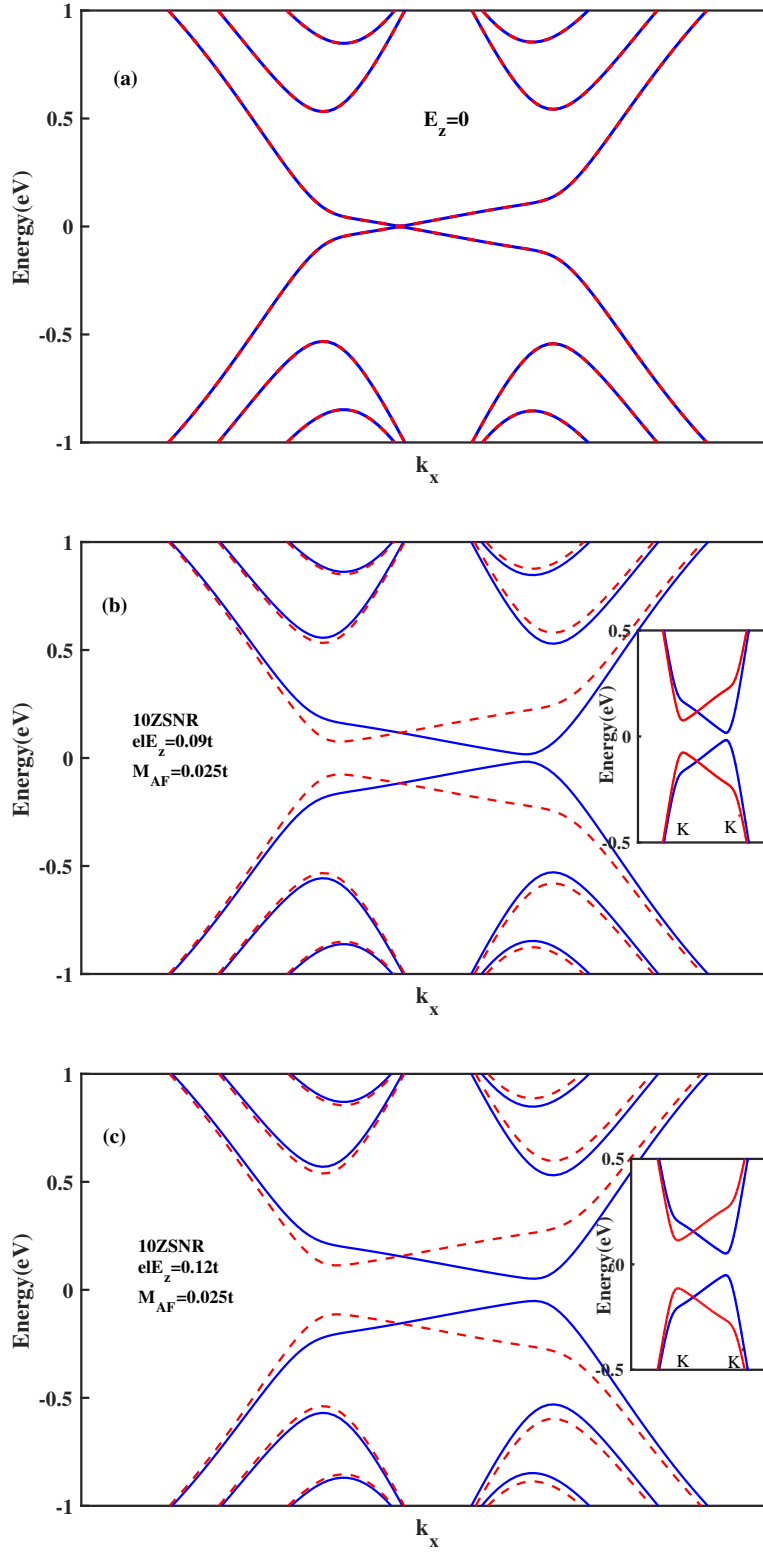 1
(a)
E_z=0
0.5
Energy(eV)
0
-0.5
-1
k_x
1
(b)
0.5
10ZSNR
elE_z=0.09t
M_AF=0.025t
Energy(eV)
0
-0.5
-1
k_x
0.5
Energy(eV)
0.0
-0.5
K
K
1
(c)
0.5
10ZSNR
elE_z=0.12t
M_AF=0.025t
Energy(eV)
0
-0.5
-1
k_x
0.5
Energy(eV)
0.0
-0.5
K
K'